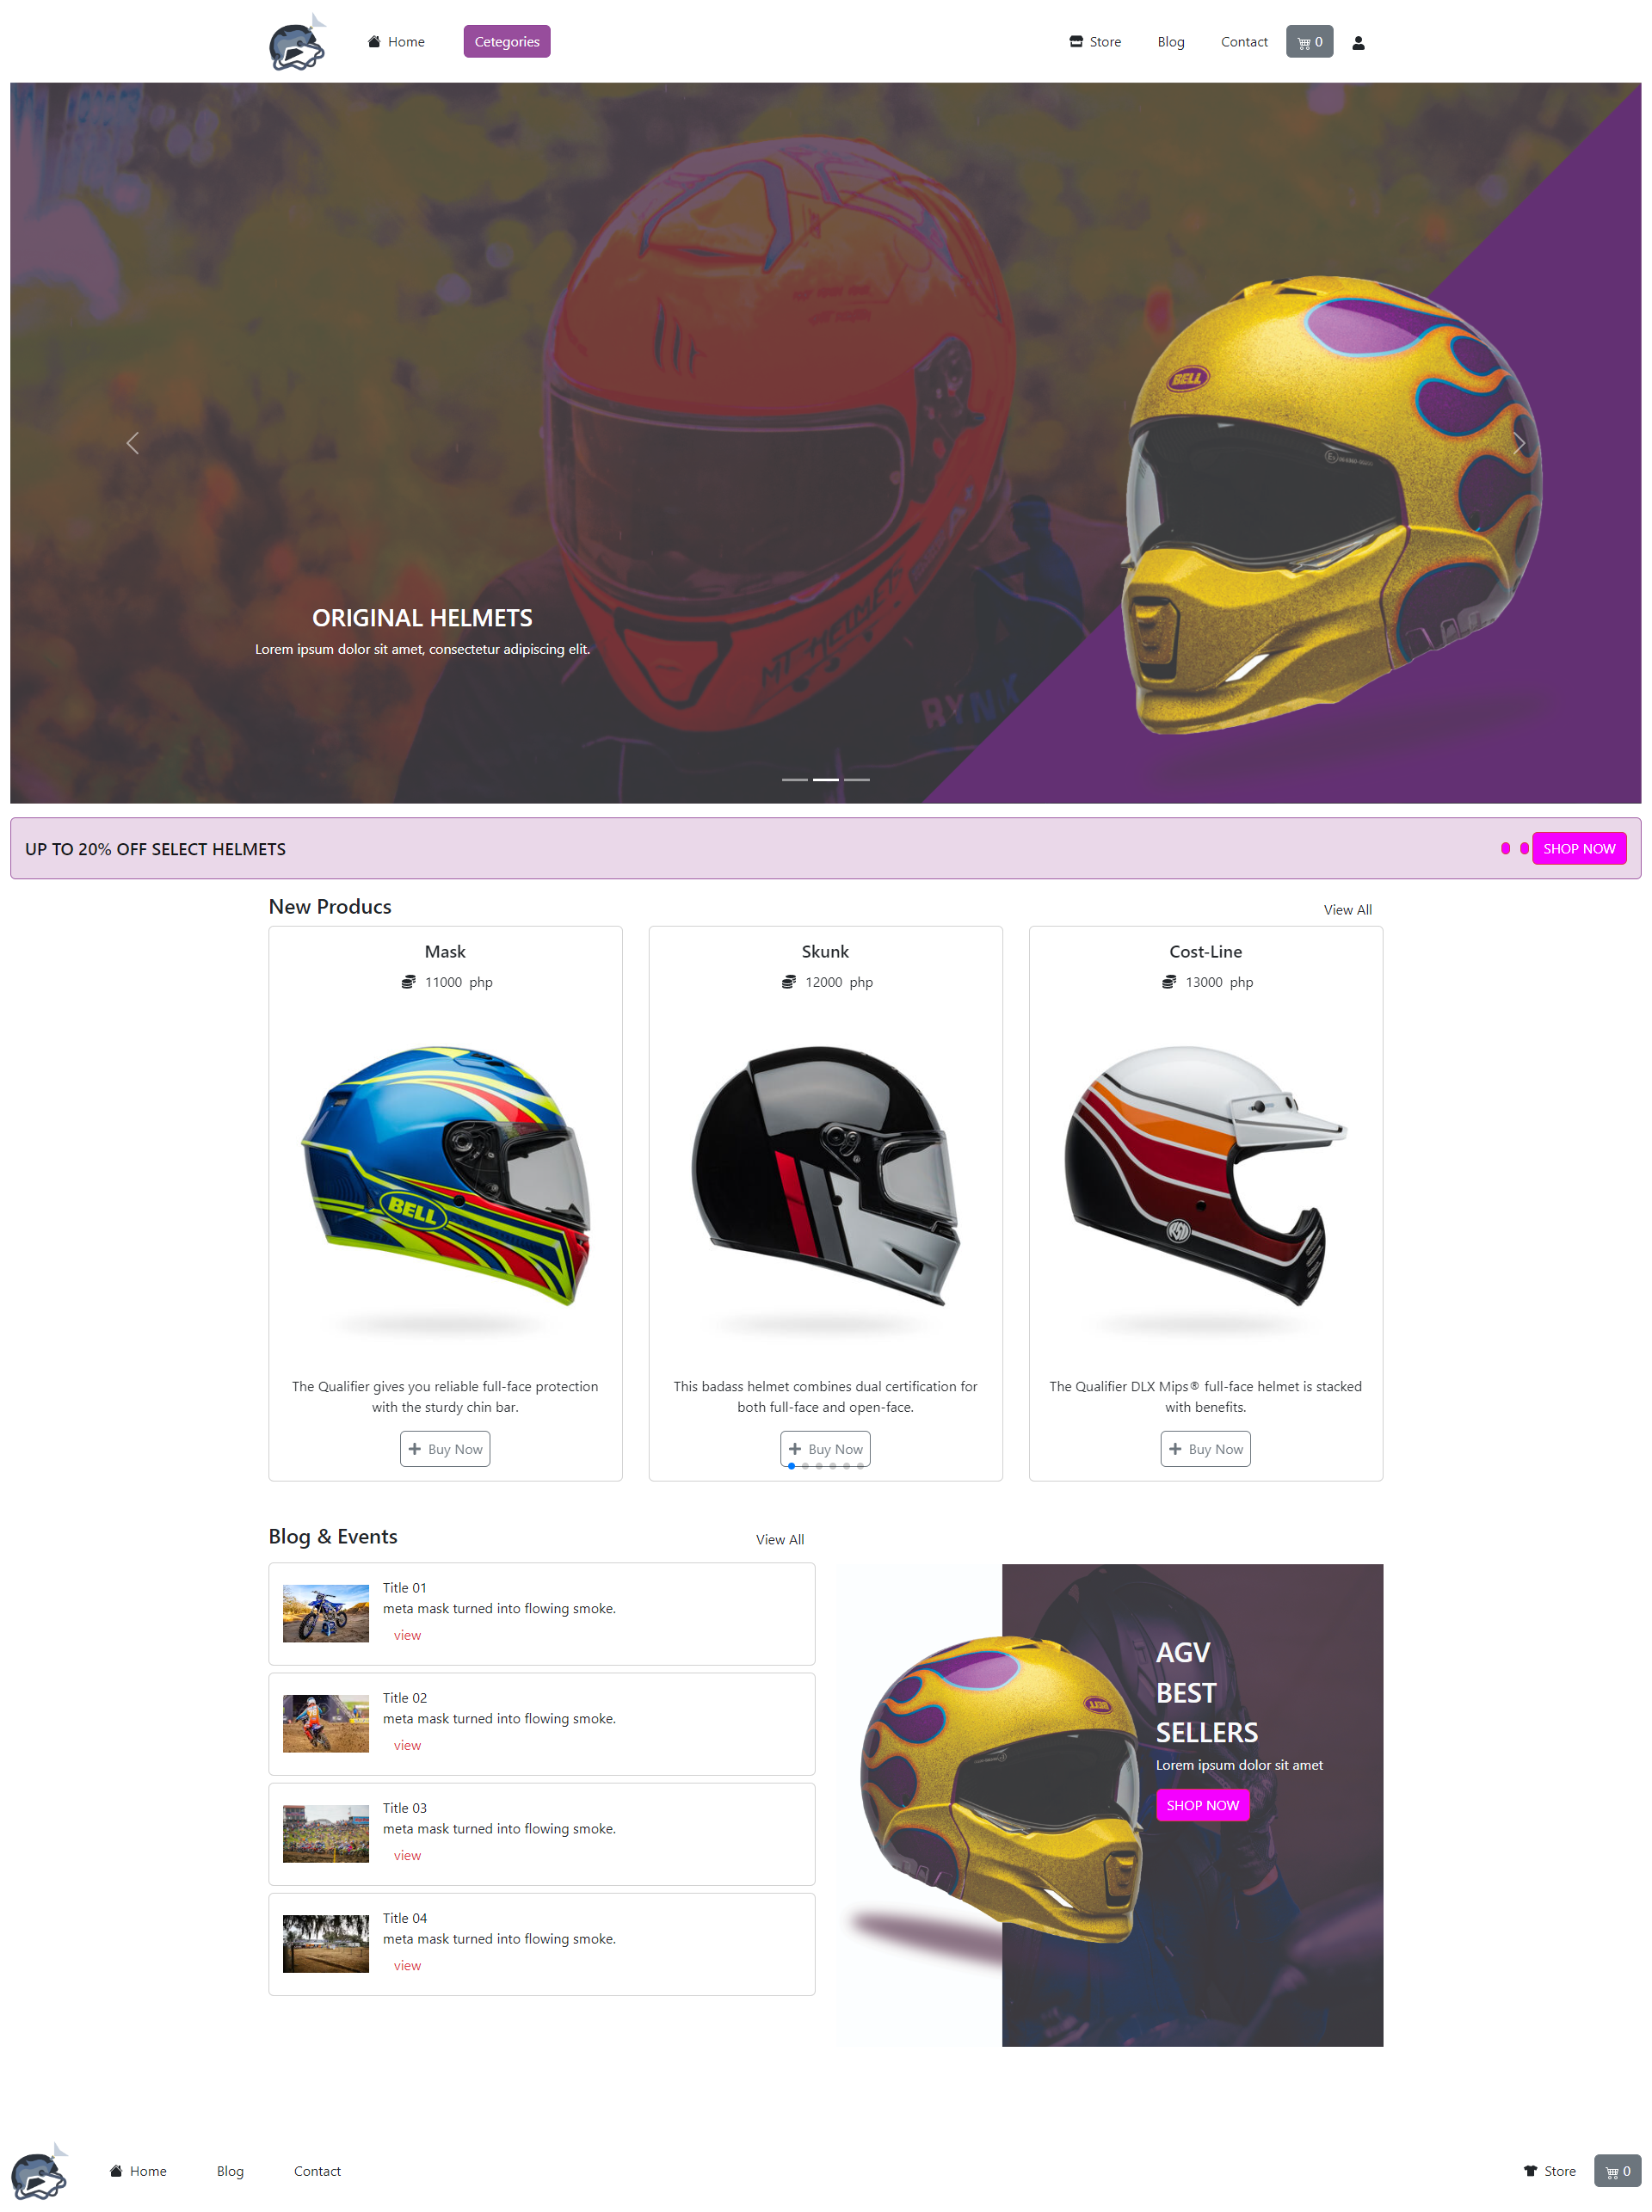 Home
Cetegories
Store
Blog
Contact
0
BELL
MT HELMET
ORIGINAL HELMETS
Lorem ipsum dolor sit amet, consectetur adipiscing elit.
UP TO 20% OFF SELECT HELMETS
SHOP NOW
New Producs
View All
Mask
11000 php
BELL
The Qualifier gives you reliable full-face protection
with the sturdy chin bar.
Buy Now
Skunk
12000 php
This badass helmet combines dual certification for
both full-face and open-face.
Buy Now
Cost-Line
13000 php
RSD
The Qualifier DLX Mips® full-face helmet is stacked
with benefits.
Buy Now
Blog & Events
View All
Title 01
meta mask turned into flowing smoke.
view
Title 02
meta mask turned into flowing smoke.
view
Title 03
meta mask turned into flowing smoke.
view
Title 04
meta mask turned into flowing smoke.
view
BELL
AGV
BEST
SELLERS
Lorem ipsum dolor sit amet
SHOP NOW
Home
Blog
Contact
Store
0